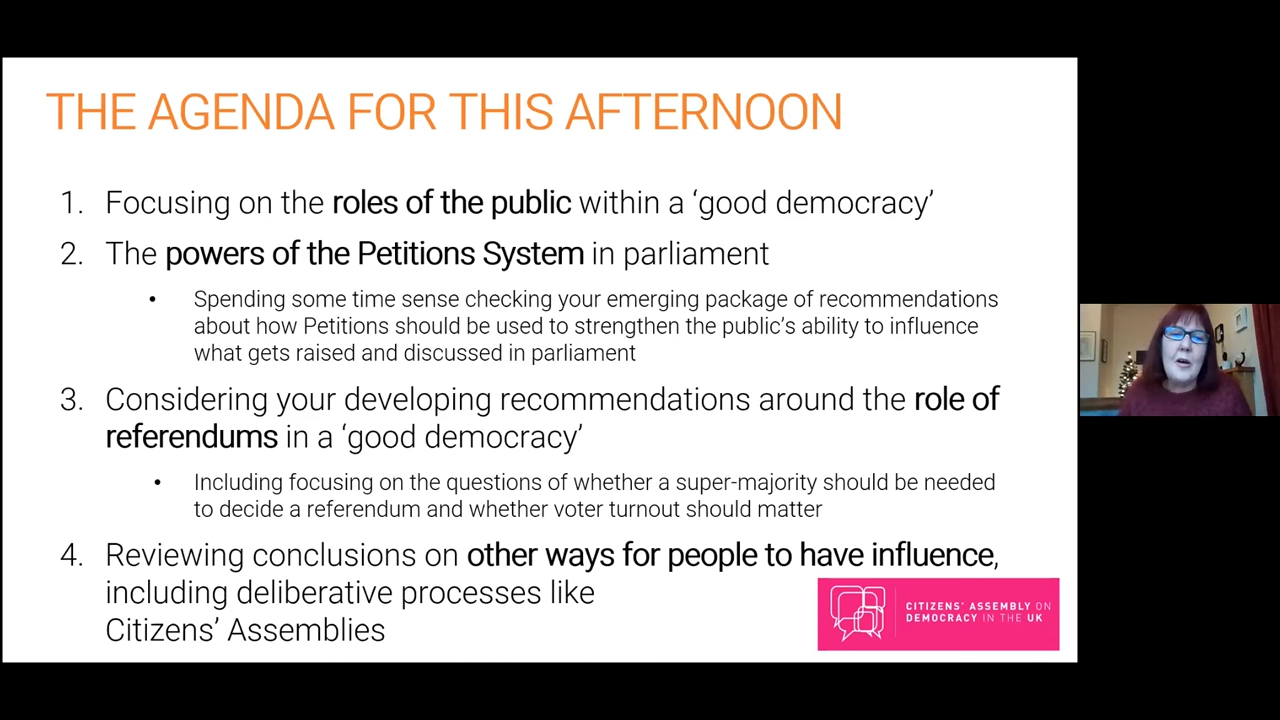 THE AGENDA FOR THIS AFTERNOON
1. Focusing on the roles of the public within a ‘good democracy’
2. The powers of the Petitions System in parliament
• Spending some time sense checking your emerging package of recommendations
about how Petitions should be used to strengthen the public’s ability to influence
what gets raised and discussed in parliament
3. Considering your developing recommendations around the role of
referendums in a ‘good democracy’
• Including focusing on the questions of whether a super-majority should be needed
to decide a referendum and whether voter turnout should matter
4. Reviewing conclusions on other ways for people to have influence,
including deliberative processes like
Citizens’ Assemblies
CITIZENS’ ASSEMBLY ON
DEMOCRACY IN THE UK